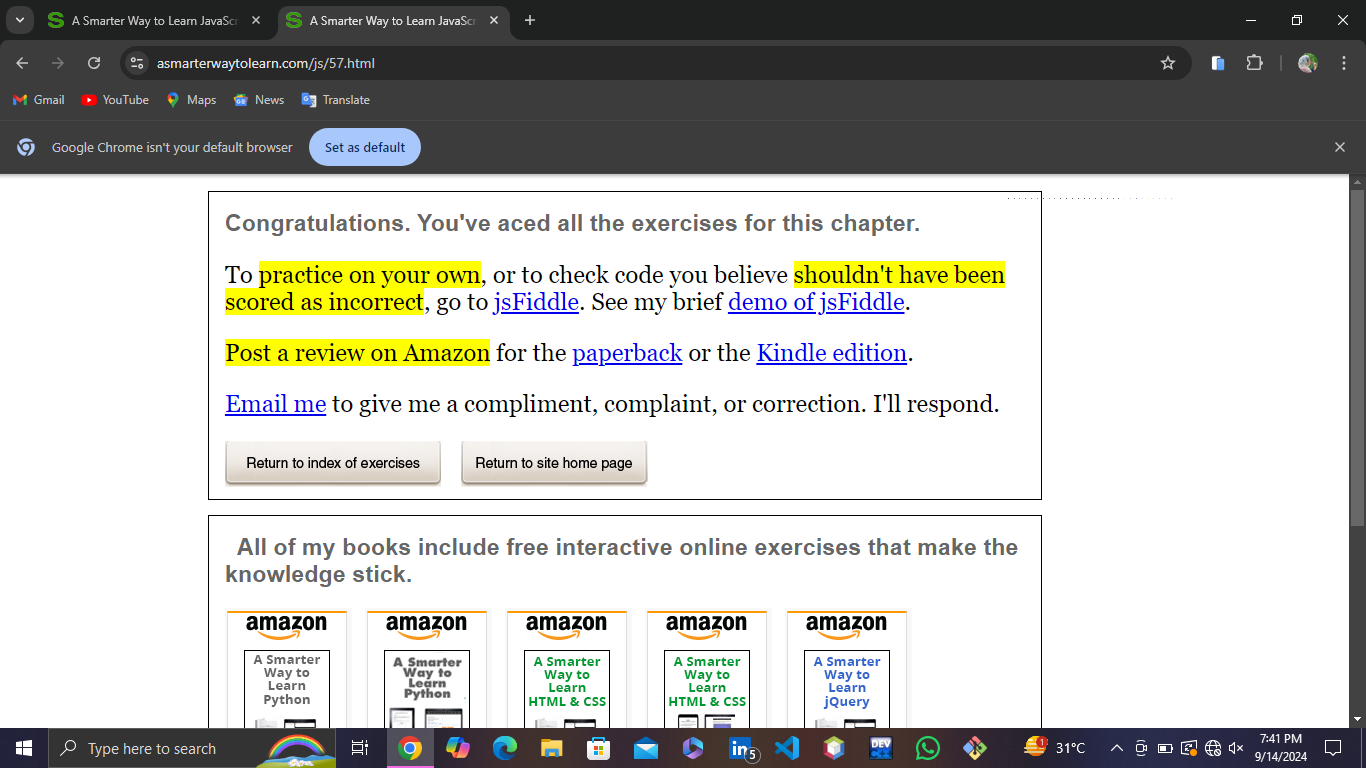 A Smarter Way to Learn JavaScr
A Smarter Way to Learn JavaScr
asmarterwaytolearn.com/js/57.html
Gmail
YouTube
Maps
News
Translate
Google Chrome isn't your default browser
Set as default
Congratulations. You've aced all the exercises for this chapter.
To practice on your own, or to check code you believe shouldn't have been
scored as incorrect, go to jsFiddle. See my brief demo of jsFiddle.
Post a review on Amazon for the paperback or the Kindle edition.
Email me to give me a compliment, complaint, or correction. I'll respond.
Return to index of exercises
Return to site home page
All of my books include free interactive online exercises that make the
knowledge stick.
amazon
A Smarter
Way to
Learn
Python
amazon
A Smarter
Way to
Learn
Python
amazon
A Smarter
Way to
Learn
HTML & CSS
amazon
A Smarter
Way to
Learn
HTML & CSS
amazon
A Smarter
Way to
Learn
jQuery
Type here to search
in
5
DEV
1
31°C
7:41 PM
9/14/2024